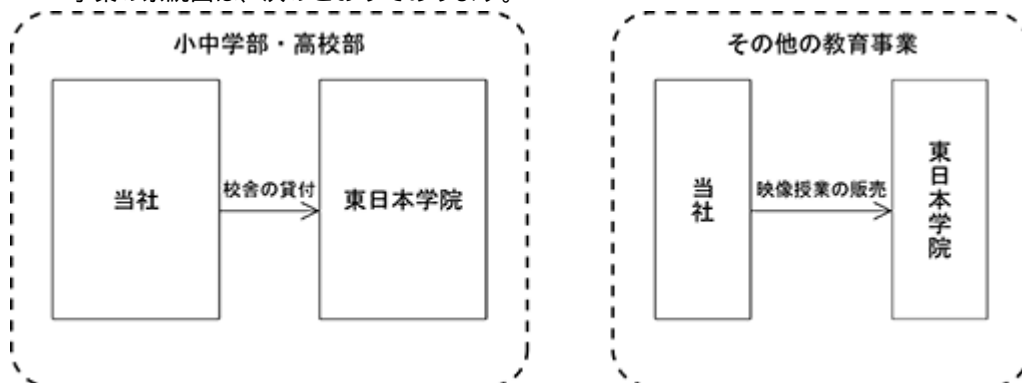 事業の系統図は、次のとおりであります。
小中学部・高校部
当社
校舎の貸付
東日本学院
その他の教育事業
当社
映像授業の販売
東日本学院